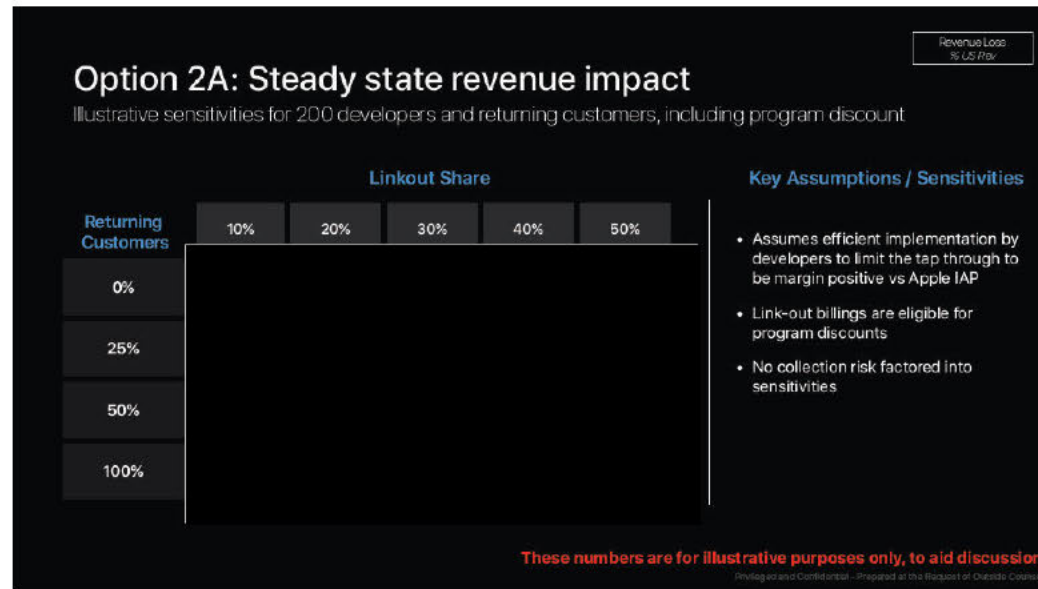 Revenue Loss
% US Rev
Option 2A: Steady state revenue impact
Illustrative sensitivities for 200 developers and returning customers, including program discount
Linkout Share
Key Assumptions / Sensitivities
Returning
Customers
10% 20% 30% 40% 50%
0%
25%
50%
100%
• Assumes efficient implementation by
developers to limit the tap through to
be margin positive vs Apple IAP
• Link-out billings are eligible for
program discounts
• No collection risk factored into
sensitivities
These numbers are for illustrative purposes only, to aid discussion
Privileged and Confidential – Prepared at the Request of Outside Counse